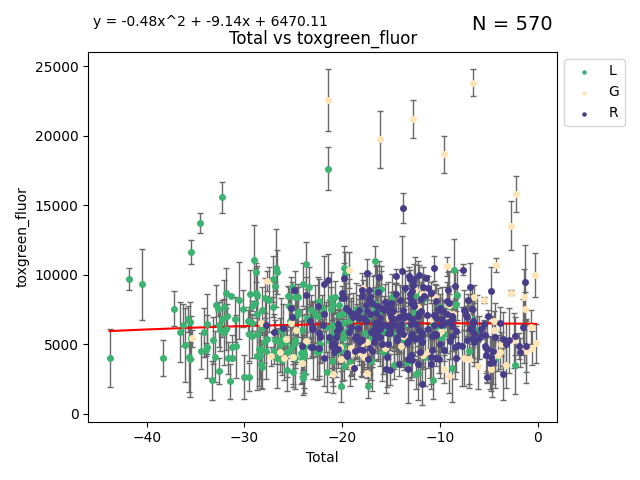 y = -0.48x^2 + -9.14x + 6470.11
N = 570
Total vs toxgreen_fluor
25000
20000
15000
10000
5000
0
toxgreen_fluor
−40
−30
−20
−10
0
Total
L
G
R